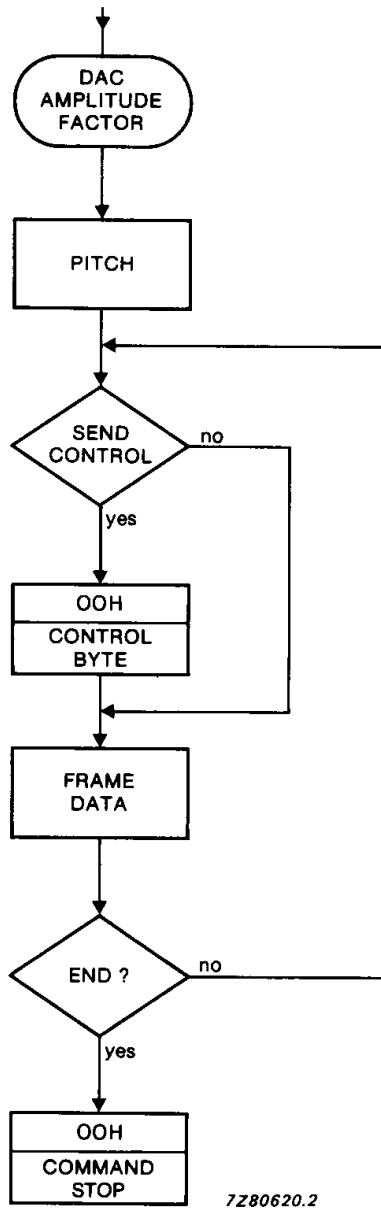 DAC
AMPLITUDE
FACTOR
PITCH
SEND
CONTROL
no
yes
OOH
CONTROL
BYTE
FRAME
DATA
END ?
no
yes
OOH
COMMAND
STOP
7Z80620.2